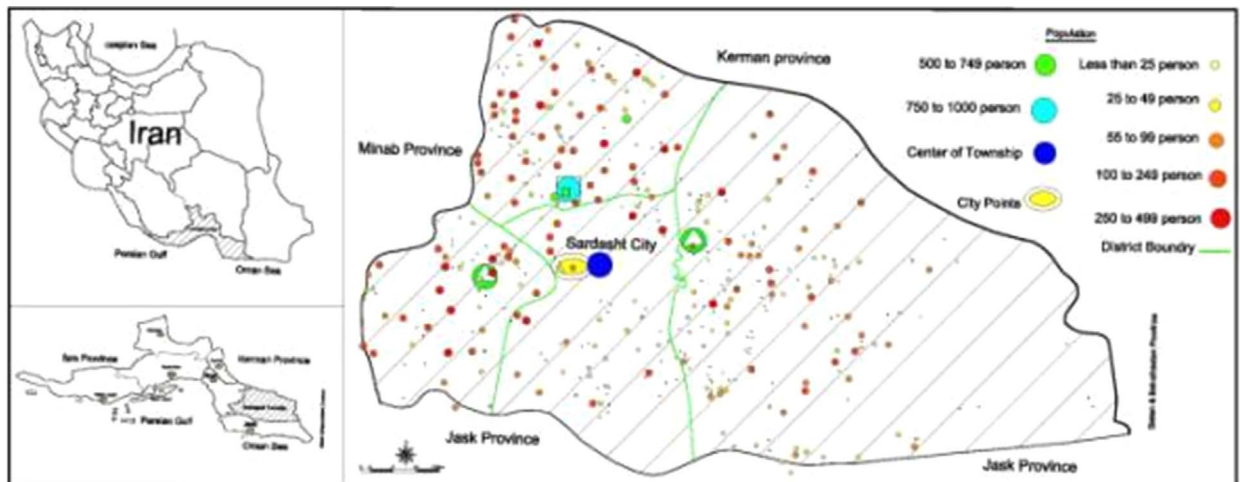 caspian Sea
Iran
Persian Gulf
Oman Sea
fars Province
Kerman Province
Persian Gulf
Oman Sea
Kerman province
Minab Province
Sardasht City
Jask Province
Jask Province
Population
500 to 749 person
Less than 25 person
750 to 1000 person
25 to 49 person
Center of Township
55 to 99 person
100 to 249 person
City Points
250 to 499 person
District Boundry